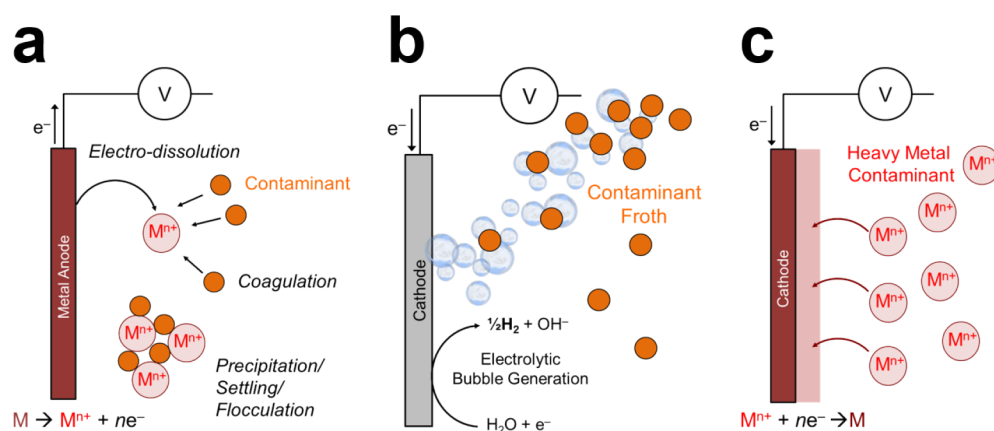 a
V
e⁻
Electro-dissolution
Contaminant
Mⁿ⁺
Metal Anode
Coagulation
Mⁿ⁺
Mⁿ⁺
Mⁿ⁺
Precipitation/
Settling/
Flocculation
M → Mⁿ⁺ + ne⁻
b
V
e⁻
Contaminant
Froth
Cathode
½H₂ + OH⁻
Electrolytic
Bubble Generation
H₂O + e⁻
c
V
e⁻
Heavy Metal
Contaminant
Mⁿ⁺
Mⁿ⁺
Mⁿ⁺
Cathode
Mⁿ⁺
Mⁿ⁺
Mⁿ⁺
Mⁿ⁺
Mⁿ⁺ + ne⁻ → M